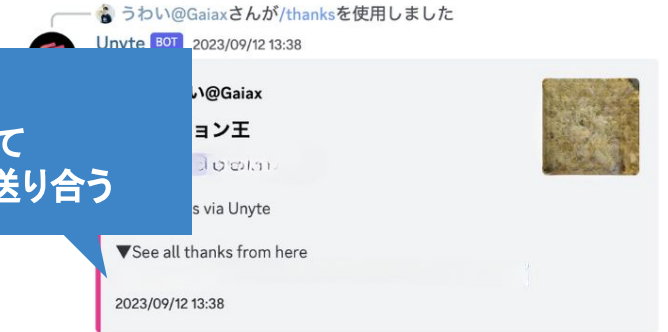 うわい@Gaiaxさんが/thanksを使用しました
Unyte BOT 2023/09/12 13:38
い@Gaiax
ョン王
て
送り合う
s via Unyte
▼See all thanks from here
2023/09/12 13:38